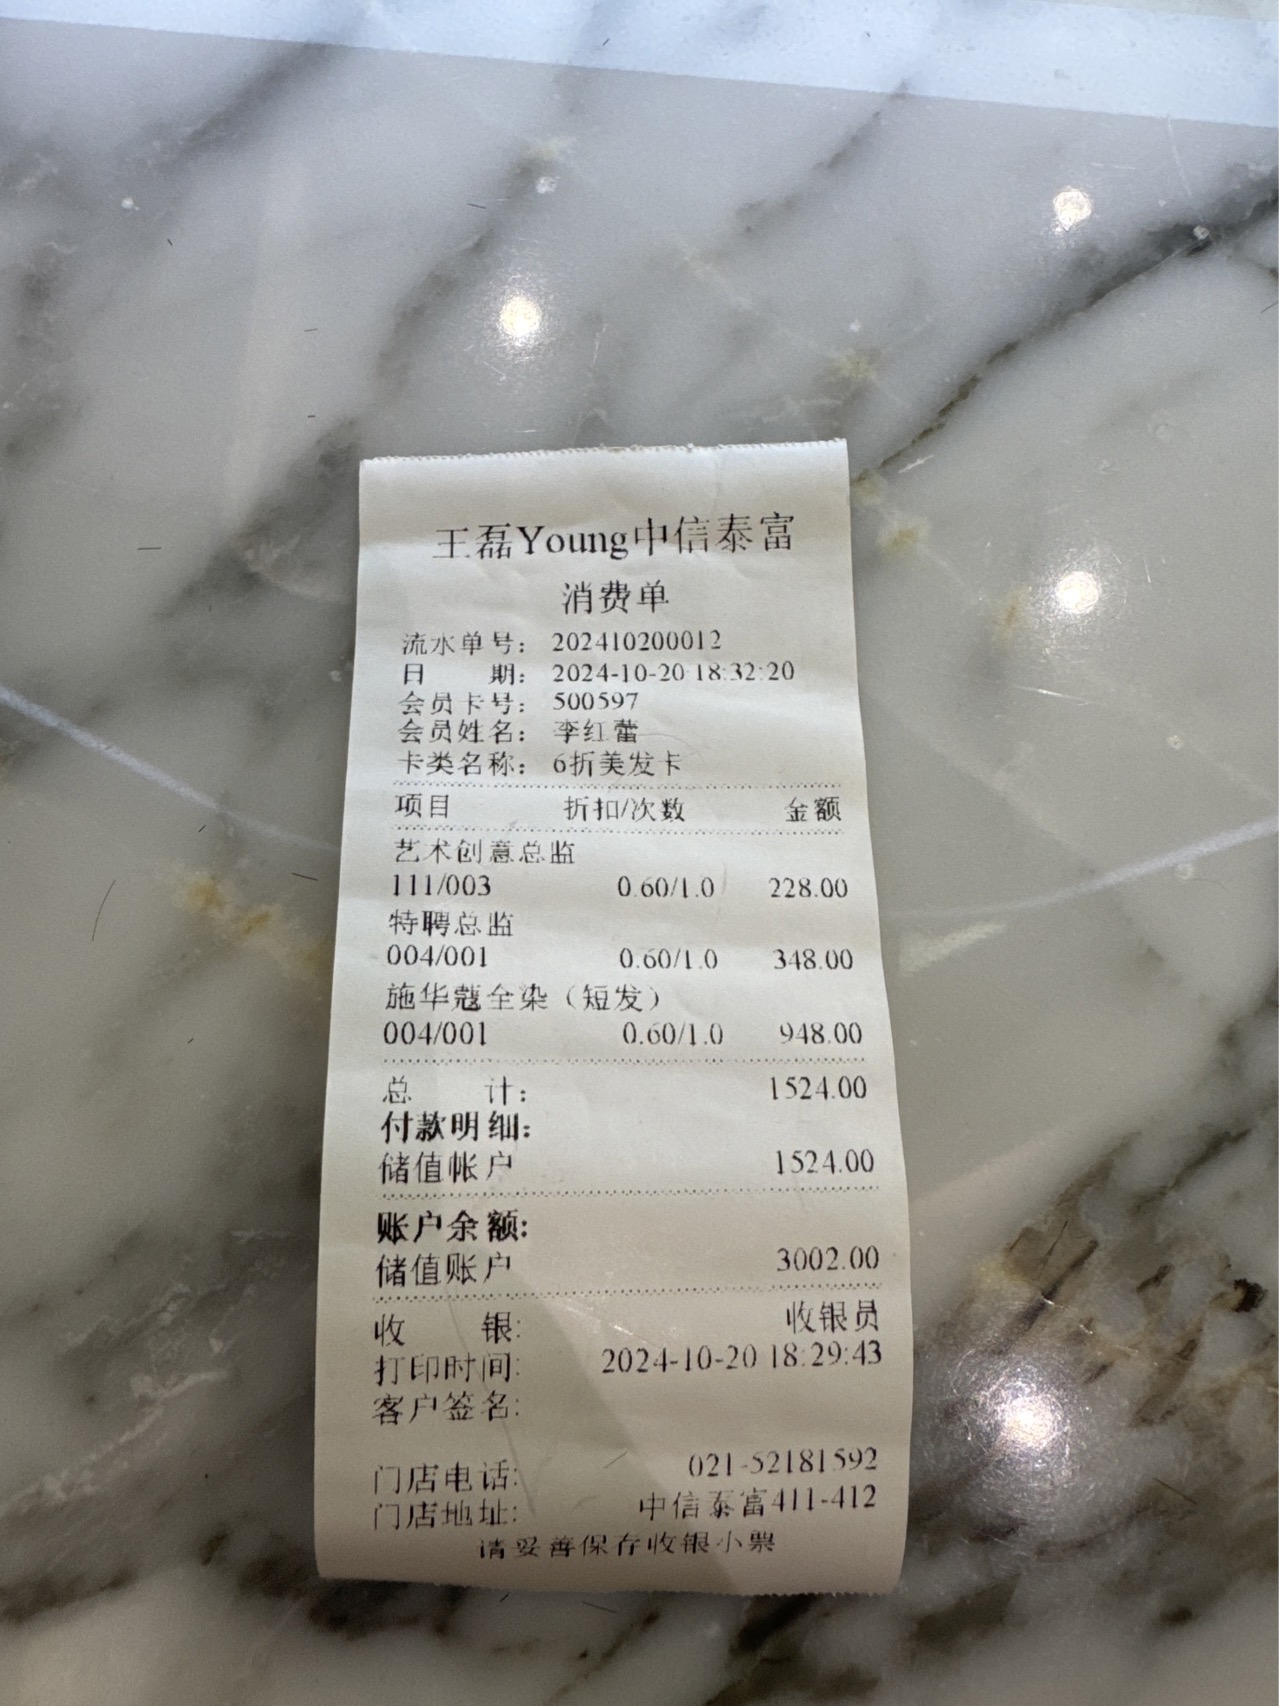 王磊Young中信泰富
消费单
流水单号： 202410200012
日 期： 2024-10-20 18:32:20
会员卡号： 500597
会员姓名： 李红蕾
卡类名称： 6折美发卡
项目 折扣/次数 金额
艺术创意总监
111/003 0.60/1.0 228.00
特聘总监
004/001 0.60/1.0 348.00
施华蔻全染（短发）
004/001 0.60/1.0 948.00
总 计： 1524.00
付款明细:
储值帐户 1524.00
账户余额:
储值账户 3002.00
收 银: 收银员
打印时间: 2024-10-20 18:29:43
客户签名:
门店电话: 021-52181592
门店地址: 中信泰富411-412
请妥善保存收银小票